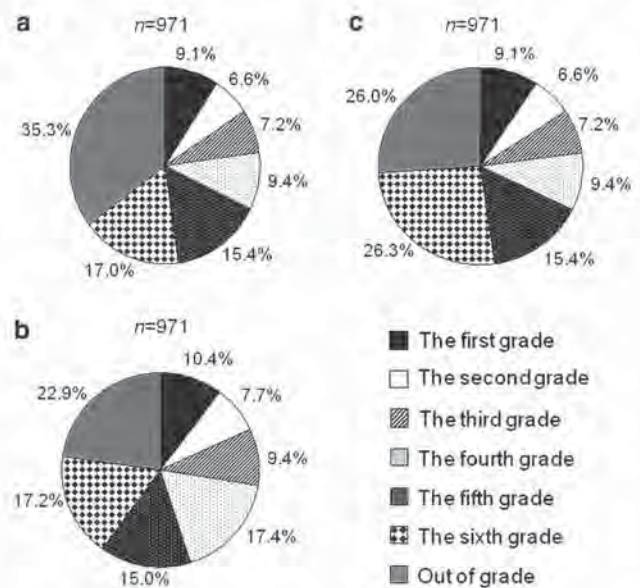 a
n=971
9.1%
6.6%
7.2%
9.4%
15.4%
17.0%
35.3%
c
n=971
9.1%
6.6%
7.2%
9.4%
15.4%
26.3%
26.0%
b
n=971
10.4%
7.7%
9.4%
17.4%
15.0%
17.2%
22.9%
The first grade
The second grade
The third grade
The fourth grade
The fifth grade
The sixth grade
Out of grade